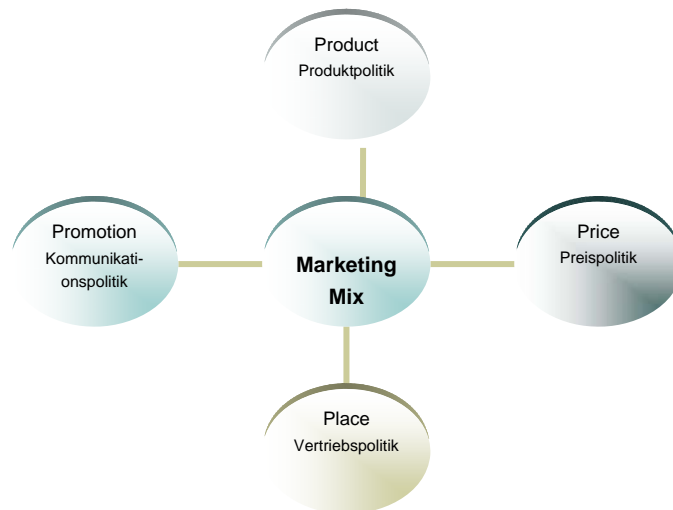 Product
Produktpolitik
Promotion
Kommunikati-
onspolitik
Marketing
Mix
Price
Preispolitik
Place
Vertriebspolitik